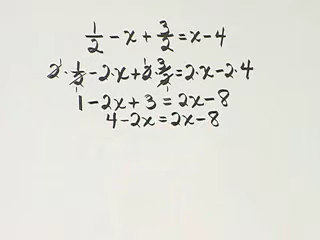 1/2 - x + 3/2 = x - 4
2 · 1/2 - 2 · x + 2 · 3/2 = 2 · x - 2 · 4
1 - 2x + 3 = 2x - 8
4 - 2x = 2x - 8